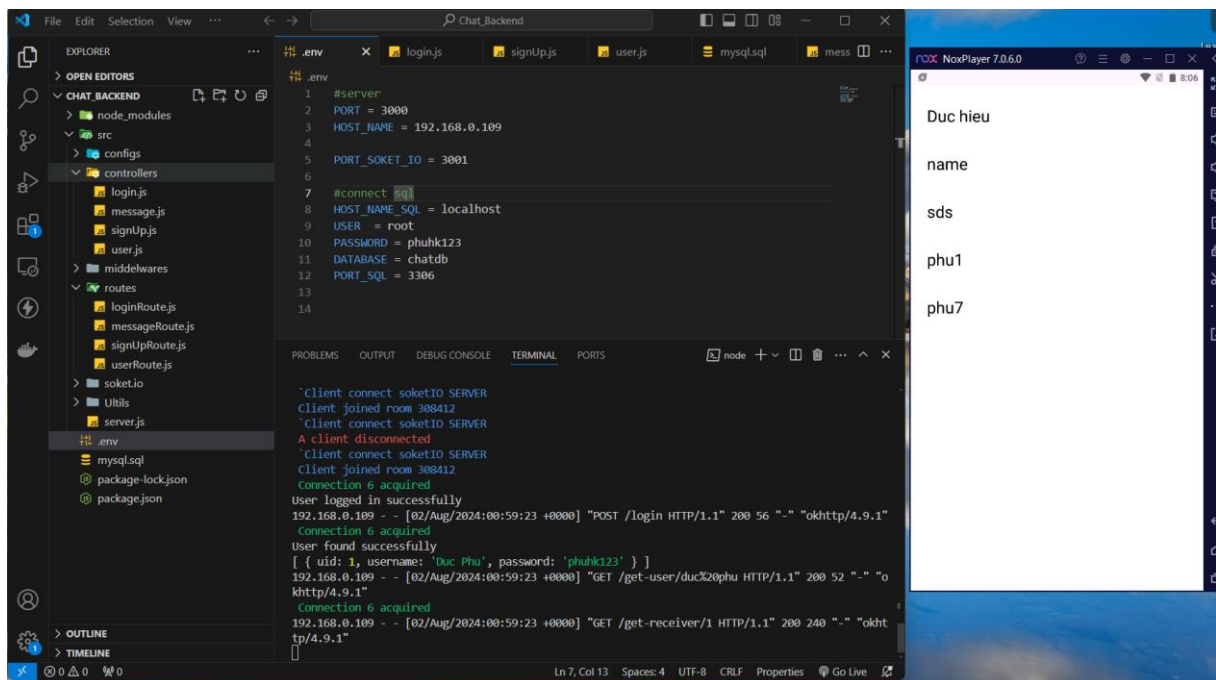 File Edit Selection View ... Chat_Backend
EXPLORER
OPEN EDITORS
CHAT_BACKEND
node_modules
src
configs
controllers
login.js
message.js
signUp.js
user.js
middelwares
routes
loginRoute.js
messageRoute.js
signUpRoute.js
userRoute.js
soket.io
Ultils
server.js
.env
mysql.sql
package-lock.json
package.json
OUTLINE
TIMELINE
.env login.js signUp.js user.js mysql.sql mess
.env
1 #server
2 PORT = 3000
3 HOST_NAME = 192.168.0.109
4
5 PORT_SOKET_IO = 3001
6
7 #connect sql
8 HOST_NAME_SQL = localhost
9 USER = root
10 PASSWORD = phuhk123
11 DATABASE = chatdb
12 PORT_SQL = 3306
13
14
PROBLEMS OUTPUT DEBUG CONSOLE TERMINAL PORTS node
`Client connect soketIO SERVER
Client joined room 308412
`Client connect soketIO SERVER
A client disconnected
`Client connect soketIO SERVER
Client joined room 308412
Connection 6 acquired
User logged in successfully
192.168.0.109 - - [02/Aug/2024:00:59:23 +0000] "POST /login HTTP/1.1" 200 56 "-" "okhttp/4.9.1"
Connection 6 acquired
User found successfully
[ { uid: 1, username: 'Duc Phu', password: 'phuhk123' } ]
192.168.0.109 - - [02/Aug/2024:00:59:23 +0000] "GET /get-user/duc%20phu HTTP/1.1" 200 52 "-" "o
khttp/4.9.1"
Connection 6 acquired
192.168.0.109 - - [02/Aug/2024:00:59:23 +0000] "GET /get-receiver/1 HTTP/1.1" 200 240 "-" "okht
tp/4.9.1"
0 0 0 Ln 7, Col 13 Spaces: 4 UTF-8 CRLF Properties Go Live
NOX NoxPlayer 7.0.6.0
8:06
Duc hieu
name
sds
phu1
phu7